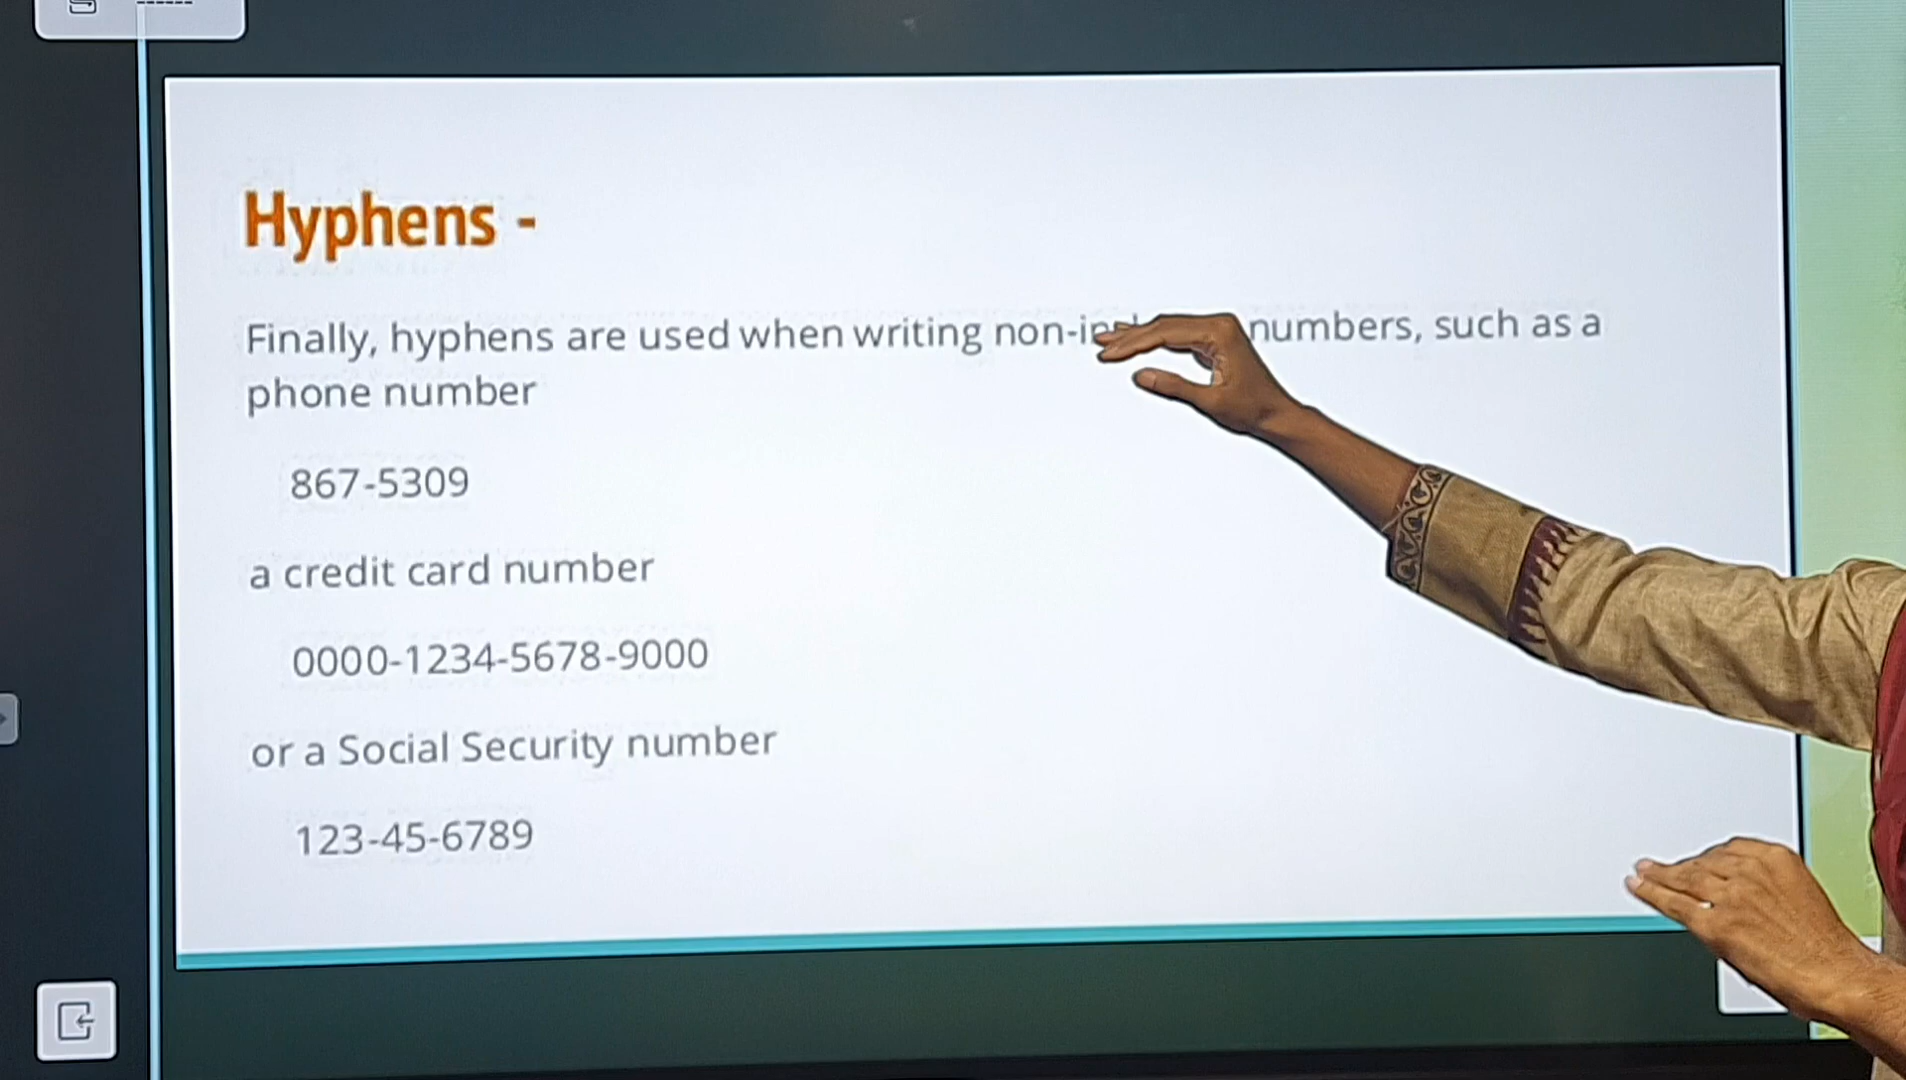 Hyphens -
Finally, hyphens are used when writing numbers, such as a
phone number
867-5309
a credit card number
0000-1234-5678-9000
or a Social Security number
123-45-6789